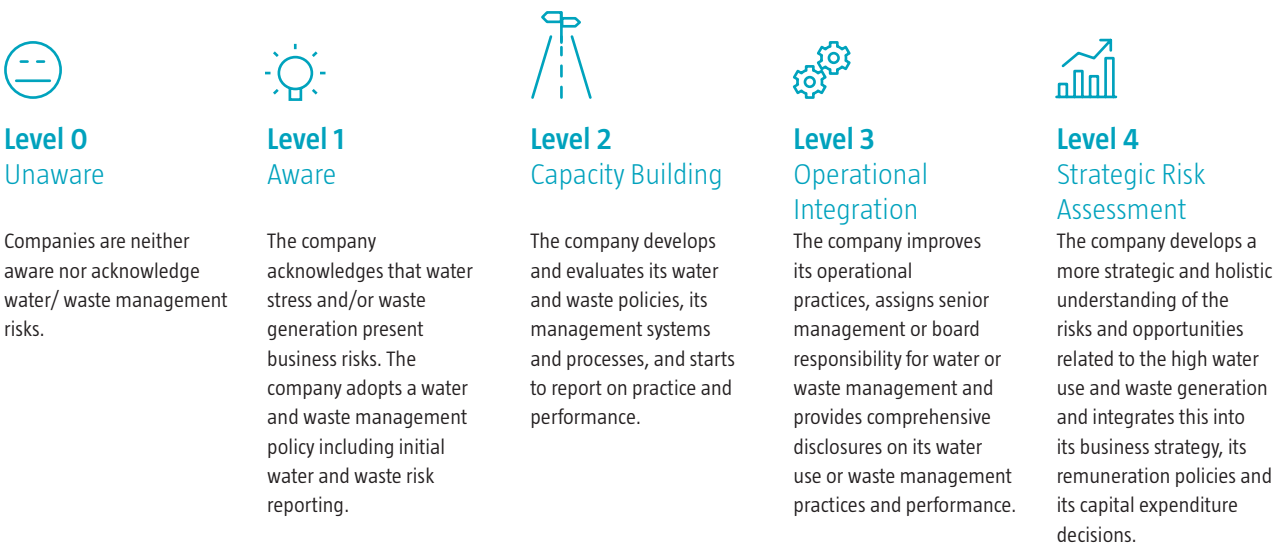 Level 0
Unaware
Companies are neither
aware nor acknowledge
water/ waste management
risks.
Level 1
Aware
The company
acknowledges that water
stress and/or waste
generation present
business risks. The
company adopts a water
and waste management
policy including initial
water and waste risk
reporting.
Level 2
Capacity Building
The company develops
and evaluates its water
and waste policies, its
management systems
and processes, and starts
to report on practice and
performance.
Level 3
Operational
Integration
The company improves
its operational
practices, assigns senior
management or board
responsibility for water or
waste management and
provides comprehensive
disclosures on its water
use or waste management
practices and performance.
Level 4
Strategic Risk
Assessment
The company develops a
more strategic and holistic
understanding of the
risks and opportunities
related to the high water
use and waste generation
and integrates this into
its business strategy, its
remuneration policies and
its capital expenditure
decisions.